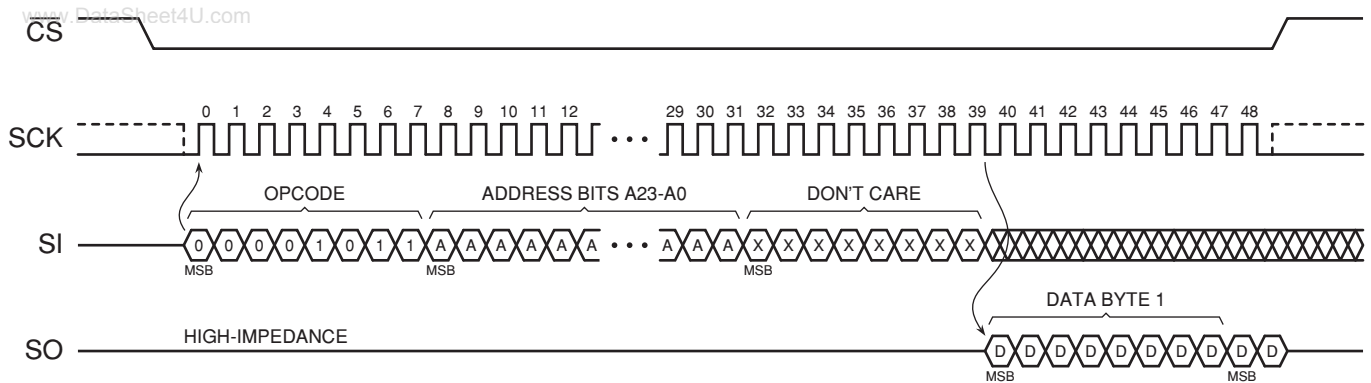 www.DataSheet4U.com
CS
0 1 2 3 4 5 6 7 8 9 10 11 12 29 30 31 32 33 34 35 36 37 38 39 40 41 42 43 44 45 46 47 48
SCK
OPCODE ADDRESS BITS A23-A0 DON'T CARE
SI 0 0 0 0 1 0 1 1 A A A A A A A A A X X X X X X X X
MSB MSB MSB
DATA BYTE 1
HIGH-IMPEDANCE
SO D D D D D D D D D D
MSB MSB